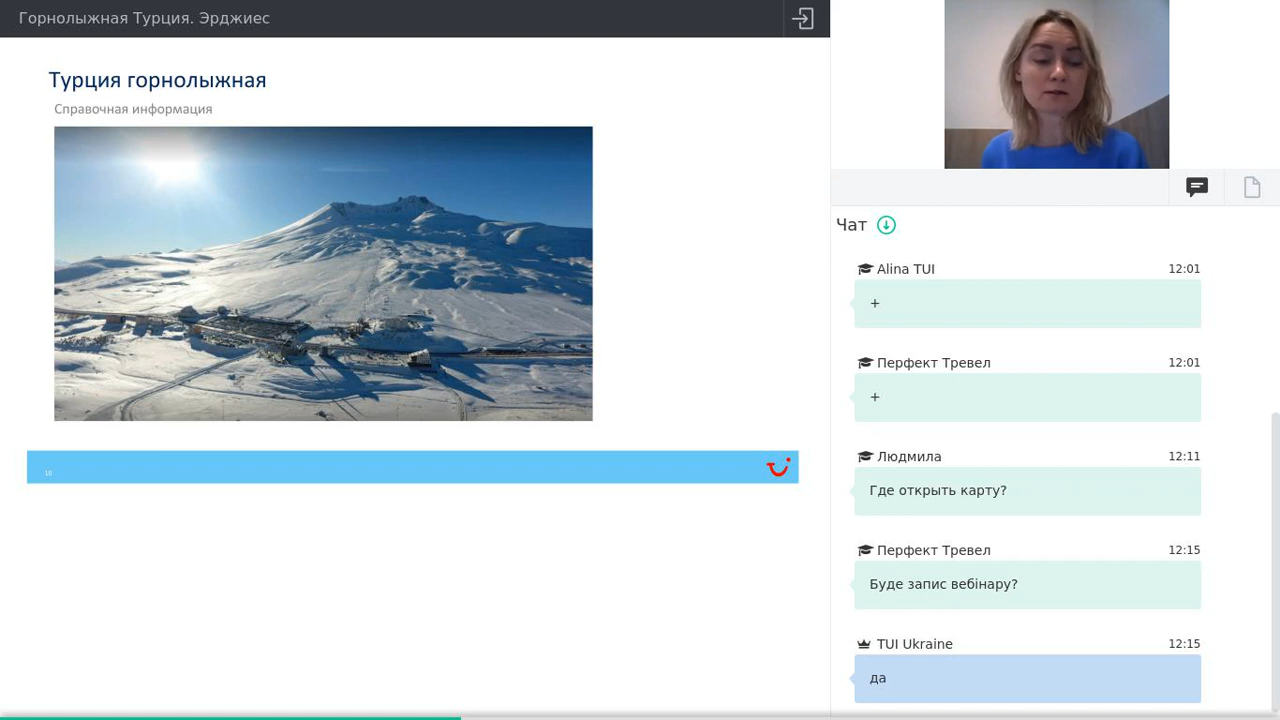 Горнолыжная Турция. Эрджиес
Турция горнолыжная
Справочная информация
10
Чат
Alina TUI 12:01
+
Перфект Тревел 12:01
+
Людмила 12:11
Где открыть карту?
Перфект Тревел 12:15
Буде запис вебінару?
TUI Ukraine 12:15
да